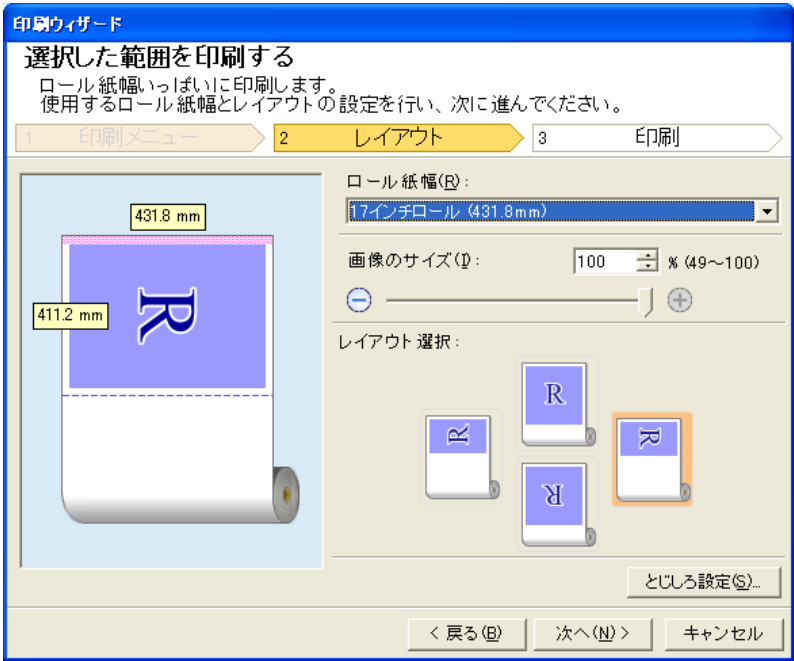 印刷ウィザード
選択した範囲を印刷する
ロール紙幅いっぱいに印刷します。
使用するロール紙幅とレイアウトの設定を行い、次に進んでください。
1 印刷メニュー 2 レイアウト 3 印刷
ロール紙幅(R):
17インチロール (431.8mm)
画像のサイズ(I): 100 % (49～100)
431.8 mm
411.2 mm
R
レイアウト選択:
R
R
R
R
とじしろ設定(S)...
< 戻る(B) 次へ(N) > キャンセル